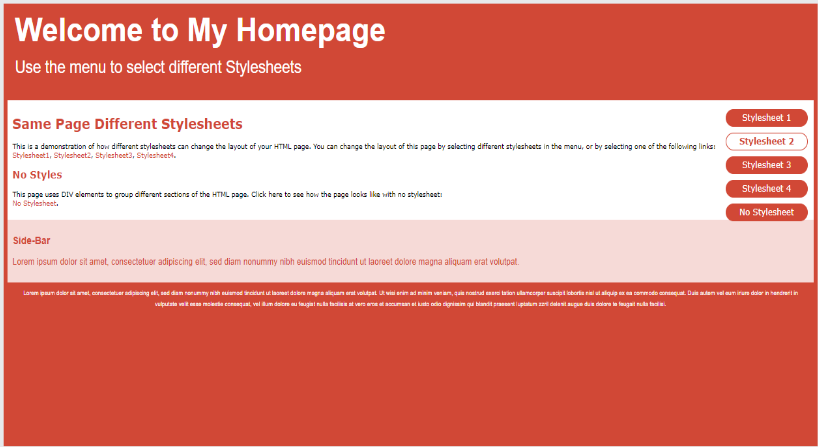 Welcome to My Homepage
Use the menu to select different Stylesheets
Same Page Different Stylesheets
This is a demonstration of how different stylesheets can change the layout of your HTML page. You can change the layout of this page by selecting different stylesheets in the menu, or by selecting one of the following links:
Stylesheet1, Stylesheet2, Stylesheet3, Stylesheet4.
No Styles
This page uses DIV elements to group different sections of the HTML page. Click here to see how the page looks like with no stylesheet:
No Stylesheet.
Stylesheet 1
Stylesheet 2
Stylesheet 3
Stylesheet 4
No Stylesheet
Side-Bar
Lorem ipsum dolor sit amet, consectetuer adipiscing elit, sed diam nonummy nibh euismod tincidunt ut laoreet dolore magna aliquam erat volutpat.
Lorem ipsum dolor sit amet, consectetuer adipiscing elit, sed diam nonummy nibh euismod tincidunt ut laoreet dolore magna aliquam erat volutpat. Ut wisi enim ad minim veniam, quis nostrud exerci tation ullamcorper suscipit lobortis nisl ut aliquip ex ea commodo consequat. Duis autem vel eum iriure dolor in hendrerit in
vulputate velit esse molestie consequat, vel illum dolore eu feugiat nulla facilisis at vero eros et accumsan et iusto odio dignissim qui blandit praesent luptatum zzril delenit augue duis dolore te feugait nulla facilisi.